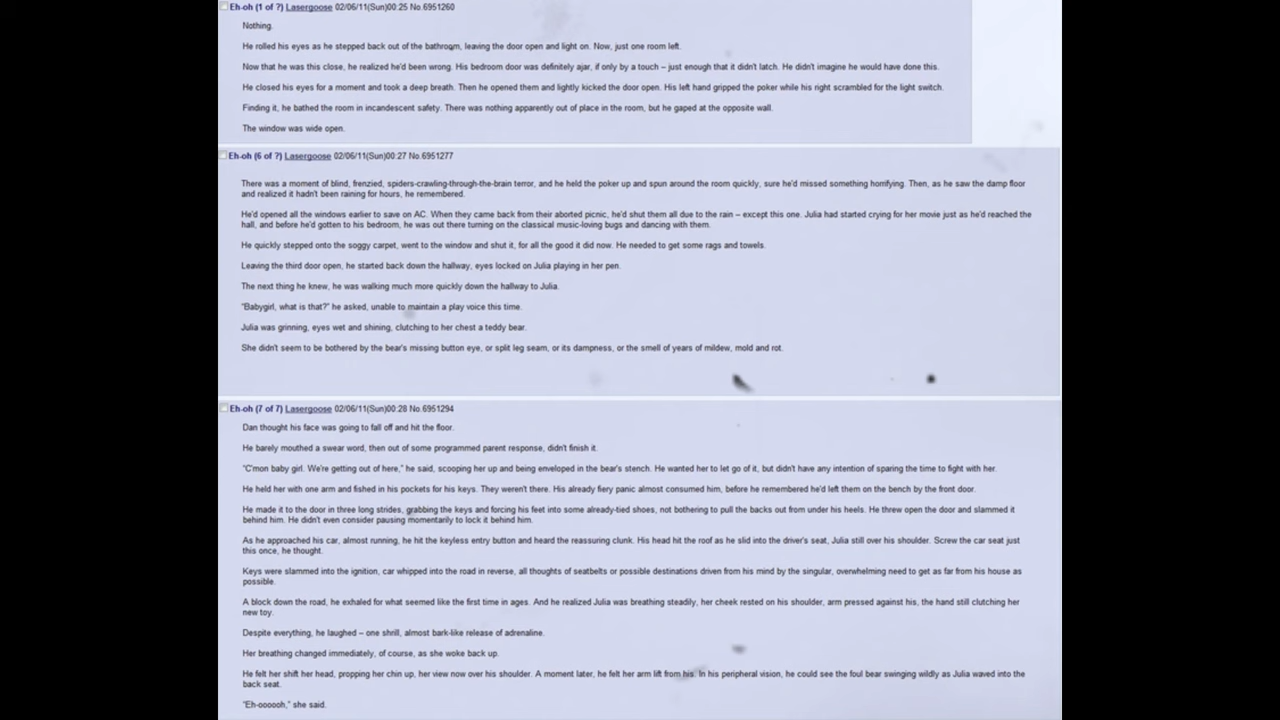 Eh-oh (1 of ?) Lasergoose 02/06/11(Sun)00:25 No.6951260
Nothing.
He rolled his eyes as he stepped back out of the bathroom, leaving the door open and light on. Now, just one room left.
Now that he was this close, he realized he'd been wrong. His bedroom door was definitely ajar, if only by a touch – just enough that it didn't latch. He didn't imagine he would have done this.
He closed his eyes for a moment and took a deep breath. Then he opened them and lightly kicked the door open. His left hand gripped the poker while his right scrambled for the light switch.
Finding it, he bathed the room in incandescent safety. There was nothing apparently out of place in the room, but he gaped at the opposite wall.
The window was wide open.
Eh-oh (6 of ?) Lasergoose 02/06/11(Sun)00:27 No.6951277
There was a moment of blind, frenzied, spiders-crawling-through-the-brain terror, and he held the poker up and spun around the room quickly, sure he'd missed something horrifying. Then, as he saw the damp floor
and realized it hadn't been raining for hours, he remembered.
He'd opened all the windows earlier to save on AC. When they came back from their aborted picnic, he'd shut them all due to the rain – except this one. Julia had started crying for her movie just as he'd reached the
hall, and before he'd gotten to his bedroom, he was out there turning on the classical music-loving bugs and dancing with them.
He quickly stepped onto the soggy carpet, went to the window and shut it, for all the good it did now. He needed to get some rags and towels.
Leaving the third door open, he started back down the hallway, eyes locked on Julia playing in her pen.
The next thing he knew, he was walking much more quickly down the hallway to Julia.
"Babygirl, what is that?" he asked, unable to maintain a play voice this time.
Julia was grinning, eyes wet and shining, clutching to her chest a teddy bear.
She didn't seem to be bothered by the bear's missing button eye, or split leg seam, or its dampness, or the smell of years of mildew, mold and rot.
Eh-oh (7 of 7) Lasergoose 02/06/11(Sun)00:28 No.6951294
Dan thought his face was going to fall off and hit the floor.
He barely mouthed a swear word, then out of some programmed parent response, didn't finish it.
"C'mon baby girl. We're getting out of here," he said, scooping her up and being enveloped in the bear's stench. He wanted her to let go of it, but didn't have any intention of sparing the time to fight with her.
He held her with one arm and fished in his pockets for his keys. They weren't there. His already fiery panic almost consumed him, before he remembered he'd left them on the bench by the front door.
He made it to the door in three long strides, grabbing the keys and forcing his feet into some already-tied shoes, not bothering to pull the backs out from under his heels. He threw open the door and slammed it
behind him. He didn't even consider pausing momentarily to lock it behind him.
As he approached his car, almost running, he hit the keyless entry button and heard the reassuring clunk. His head hit the roof as he slid into the driver's seat, Julia still over his shoulder. Screw the car seat just
this once, he thought.
Keys were slammed into the ignition, car whipped into the road in reverse, all thoughts of seatbelts or possible destinations driven from his mind by the singular, overwhelming need to get as far from his house as
possible.
A block down the road, he exhaled for what seemed like the first time in ages. And he realized Julia was breathing steadily, her cheek rested on his shoulder, arm pressed against his, the hand still clutching her
new toy.
Despite everything, he laughed – one shrill, almost bark-like release of adrenaline.
Her breathing changed immediately, of course, as she woke back up.
He felt her shift her head, propping her chin up, her view now over his shoulder. A moment later, he felt her arm lift from his. In his peripheral vision, he could see the foul bear swinging wildly as Julia waved into the
back seat.
"Eh-oooooh," she said.